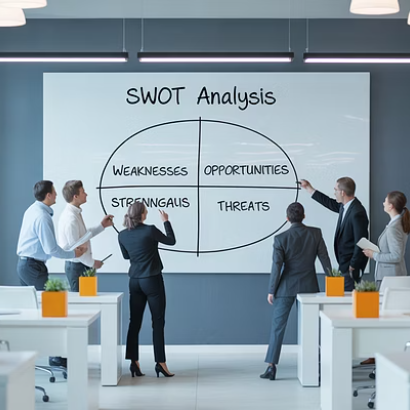 SWOT Analysis
WEAKNESSES OPPORTUNITIES
STRENNGAUS THREATS